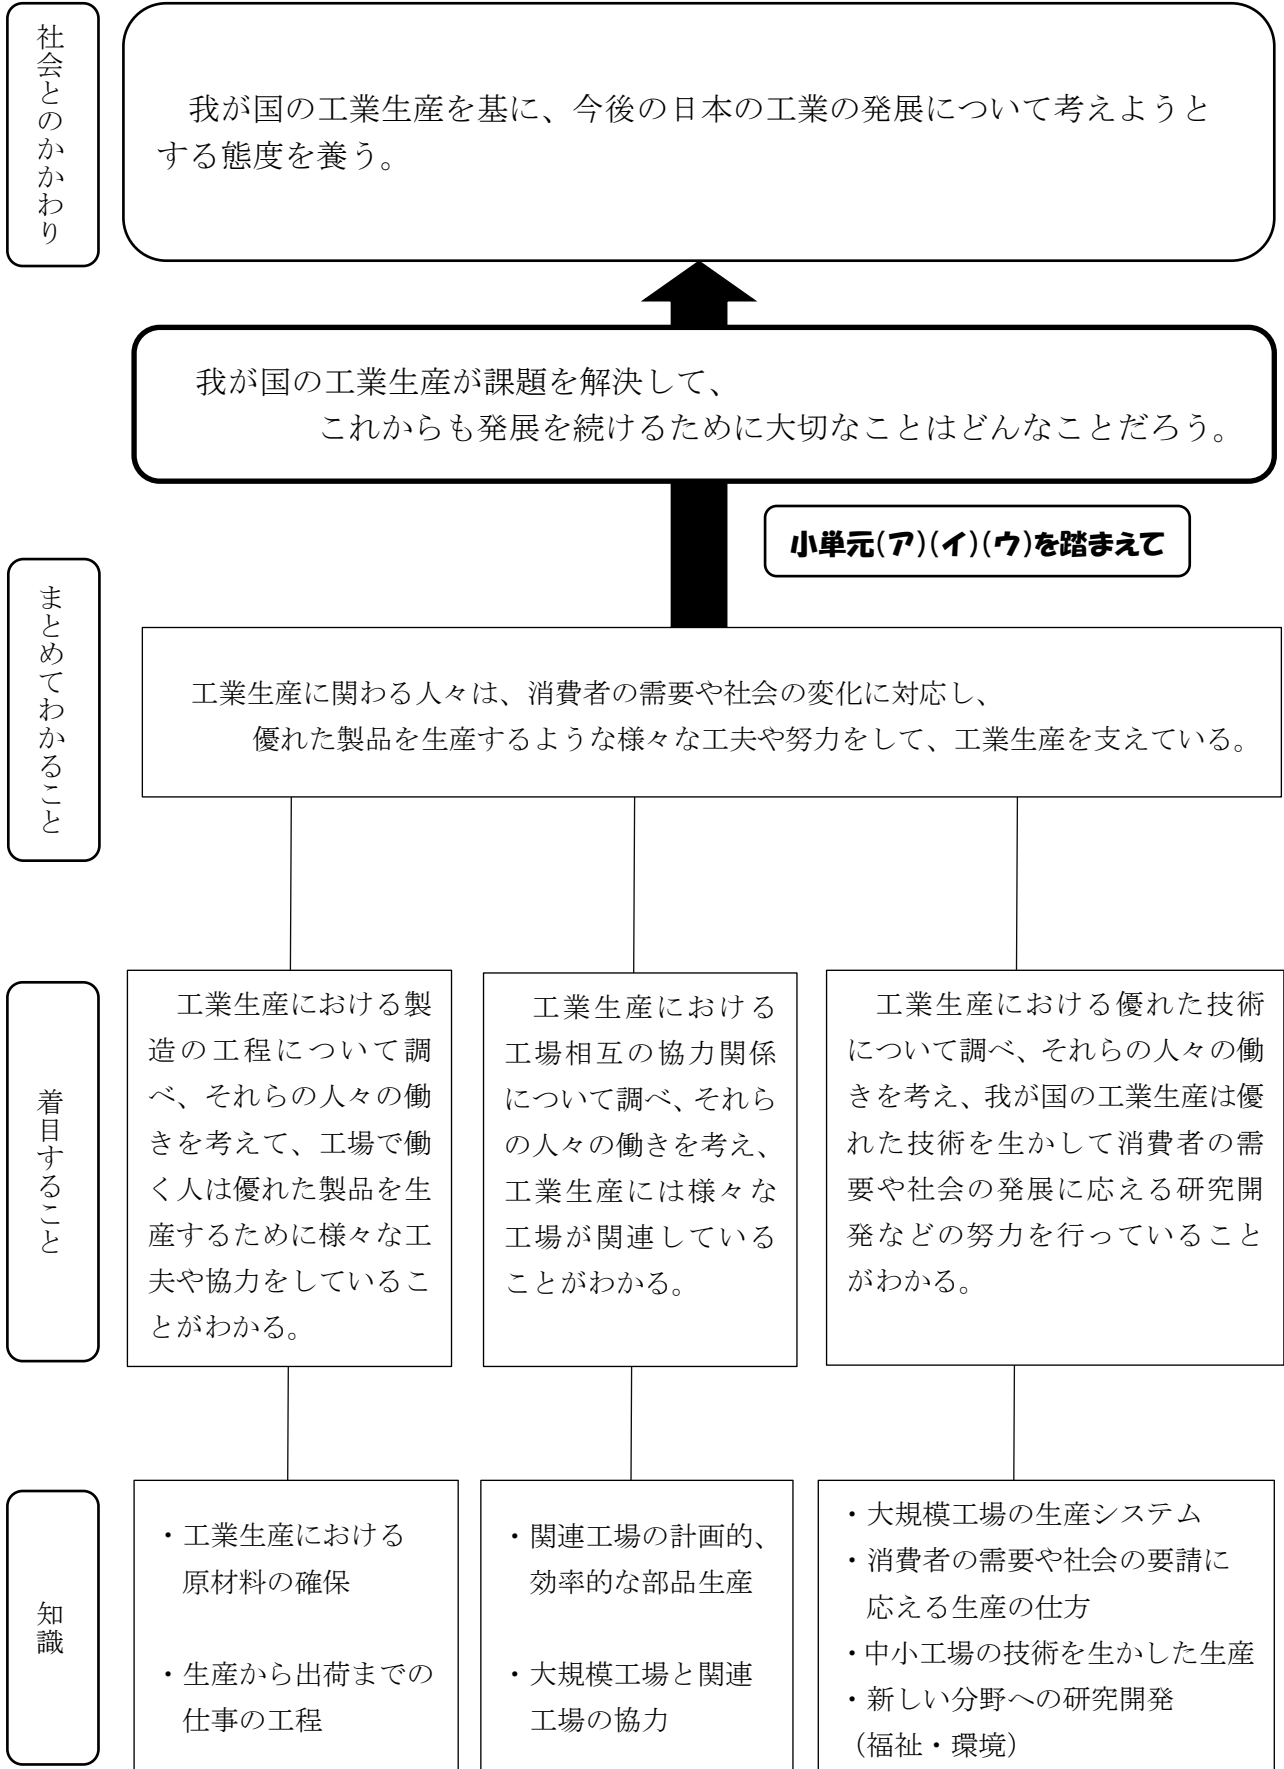 社会とのかかわり
我が国の工業生産を基に、今後の日本の工業の発展について考えようと
する態度を養う。
我が国の工業生産が課題を解決して、
これからも発展を続けるために大切なことはどんなことだろう。
小単元(ア)(イ)(ウ)を踏まえて
まとめてわかること
工業生産に関わる人々は、消費者の需要や社会の変化に対応し、
優れた製品を生産するような様々な工夫や努力をして、工業生産を支えている。
着目すること
工業生産における製
造の工程について調
べ、それらの人々の働
きを考えて、工場で働
く人は優れた製品を生
産するために様々な工
夫や協力をしているこ
とがわかる。
工業生産における
工場相互の協力関係
について調べ、それら
の人々の働きを考え、
工業生産には様々な
工場が関連している
ことがわかる。
工業生産における優れた技術
について調べ、それらの人々の働
きを考え、我が国の工業生産は優
れた技術を生かして消費者の需
要や社会の発展に応える研究開
発などの努力を行っていること
がわかる。
知識
・工業生産における
原材料の確保
・生産から出荷までの
仕事の工程
・関連工場の計画的、
効率的な部品生産
・大規模工場と関連
工場の協力
・大規模工場の生産システム
・消費者の需要や社会の要請に
応える生産の仕方
・中小工場の技術を生かした生産
・新しい分野への研究開発
（福祉・環境）